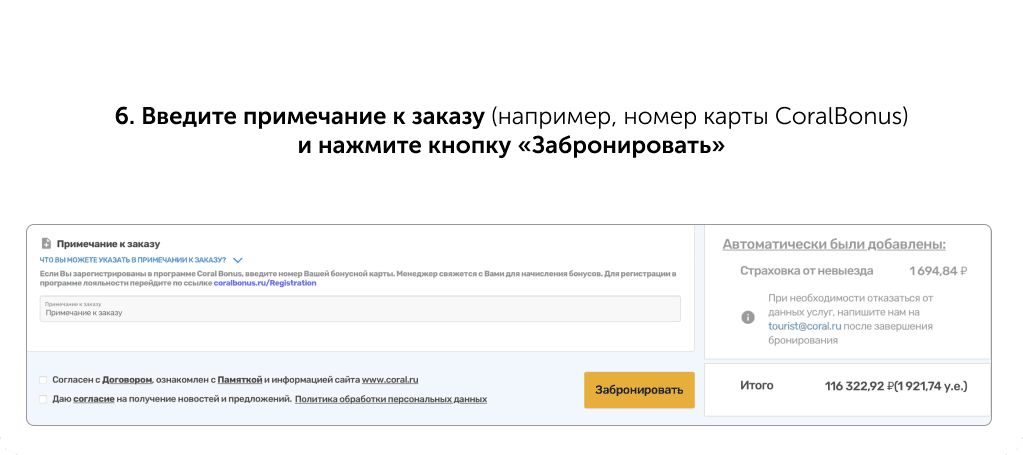 6. Введите примечание к заказу (например, номер карты CoralBonus)
и нажмите кнопку «Забронировать»
Примечание к заказу
ЧТО ВЫ МОЖЕТЕ УКАЗАТЬ В ПРИМЕЧАНИИ К ЗАКАЗУ?
Если Вы зарегистрированы в программе Coral Bonus, введите номер Вашей бонусной карты. Менеджер свяжется с Вами для начисления бонусов. Для регистрации в
программе лояльности перейдите по ссылке coralbonus.ru/Registration
Примечание к заказу
Примечание к заказу
Согласен с Договором, ознакомлен с Памяткой и информацией сайта www.coral.ru
Даю согласие на получение новостей и предложений. Политика обработки персональных данных
Забронировать
Автоматически были добавлены:
Страховка от невыезда 1 694,84 ₽
При необходимости отказаться от
данных услуг, напишите нам на
tourist@coral.ru после завершения
бронирования
Итого 116 322,92 ₽(1 921,74 у.е.)